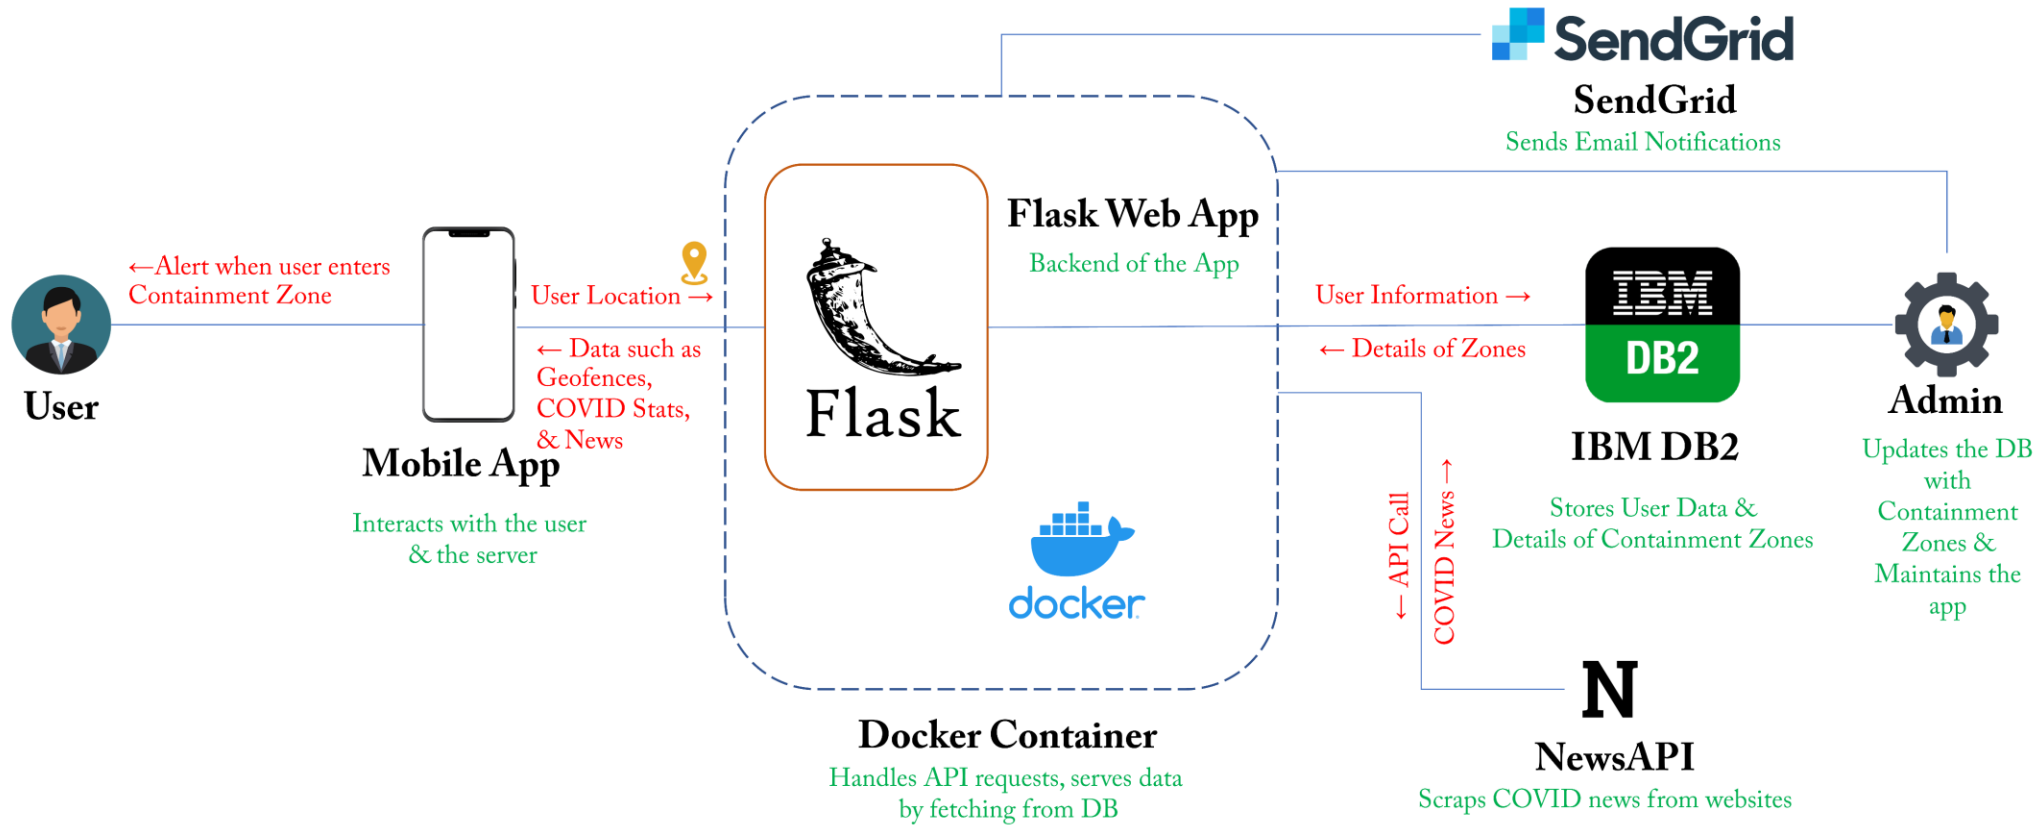 SendGrid
SendGrid
Sends Email Notifications
Flask Web App
Backend of the App
←Alert when user enters
Containment Zone
User
User Location →
← Data such as
Geofences,
COVID Stats,
& News
Mobile App
Interacts with the user
& the server
Flask
docker
Docker Container
Handles API requests, serves data
by fetching from DB
User Information →
← Details of Zones
IBM
DB2
IBM DB2
Stores User Data &
Details of Containment Zones
Admin
Updates the DB
with
Containment
Zones &
Maintains the
app
← API Call
COVID News →
N
NewsAPI
Scraps COVID news from websites